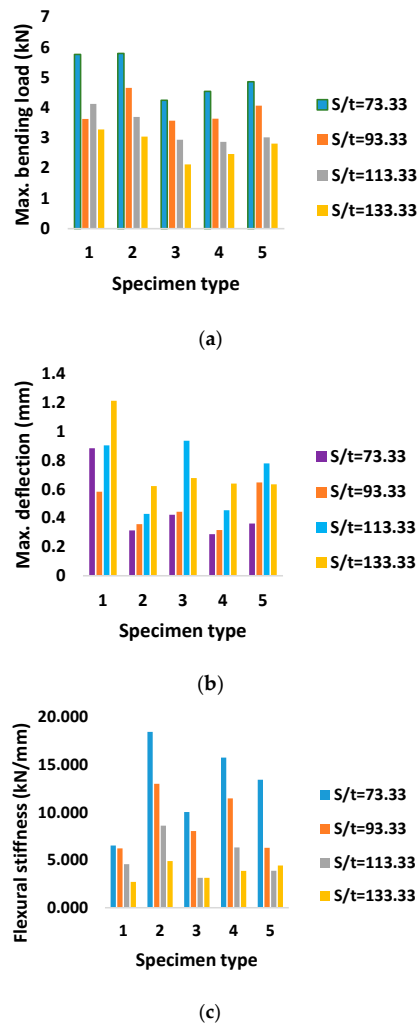 Max. bending load (kN)
7
6
5
4
3
2
1
0
1 2 3 4 5
Specimen type
S/t=73.33
S/t=93.33
S/t=113.33
S/t=133.33
(a)
Max. deflection (mm)
1.4
1.2
1
0.8
0.6
0.4
0.2
0
1 2 3 4 5
Specimen type
S/t=73.33
S/t=93.33
S/t=113.33
S/t=133.33
(b)
Flexural stiffness (kN/mm)
20.000
15.000
10.000
5.000
0.000
1 2 3 4 5
Specimen type
S/t=73.33
S/t=93.33
S/t=113.33
S/t=133.33
(c)